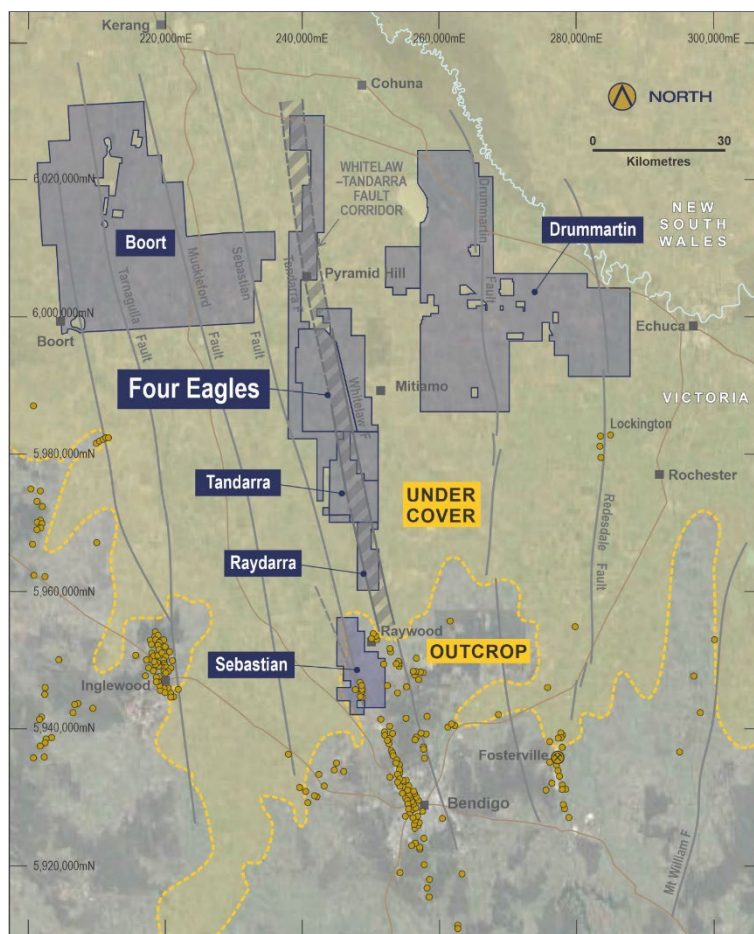 Kerang
220,000mE
240,000mE
260,000mE
280,000mE
300,000mE
Cohuna
NORTH
0
30
Kilometres
6,020,000mN
WHITELAW
–TANDARRA
FAULT
CORRIDOR
Drummartin
Fault
NEW
SOUTH
WALES
Boort
Drummartin
Tarnagulla
Fault
Muckleford
Fault
Sebastian
Fault
Tandarra F
Pyramid Hill
6,000,000mN
Boort
Echuca
Four Eagles
Whitelaw F
Mitiamo
VICTORIA
Lockington
5,980,000mN
Tandarra
UNDER
COVER
Rochester
Redesdale
Fault
Raydarra
5,960,000mN
Raywood
OUTCROP
Sebastian
Inglewood
5,940,000mN
Fosterville
Bendigo
5,920,000mN
Mt William F